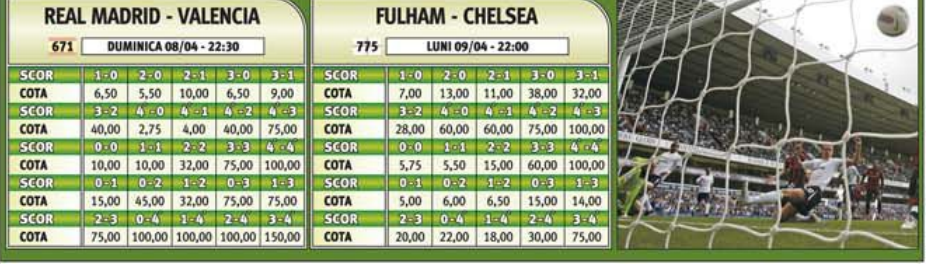 REAL MADRID - VALENCIA
671 DUMINICA 08/04 - 22:30
SCOR 1-0 2-0 2-1 3-0 3-1
COTA 6,50 5,50 10,00 6,50 9,00
SCOR 3-2 4-0 4-1 4-2 4-3
COTA 40,00 2,75 4,00 40,00 75,00
SCOR 0-0 1-1 2-2 3-3 4-4
COTA 10,00 10,00 32,00 75,00 100,00
SCOR 0-1 0-2 1-2 0-3 1-3
COTA 15,00 45,00 32,00 75,00 75,00
SCOR 2-3 0-4 1-4 2-4 3-4
COTA 75,00 100,00 100,00 100,00 150,00
FULHAM - CHELSEA
775 LUNI 09/04 - 22:00
SCOR 1-0 2-0 2-1 3-0 3-1
COTA 7,00 13,00 11,00 38,00 32,00
SCOR 3-2 4-0 4-1 4-2 4-3
COTA 28,00 60,00 60,00 75,00 100,00
SCOR 0-0 1-1 2-2 3-3 4-4
COTA 5,75 5,50 15,00 60,00 100,00
SCOR 0-1 0-2 1-2 0-3 1-3
COTA 5,00 6,00 6,50 15,00 14,00
SCOR 2-3 0-4 1-4 2-4 3-4
COTA 20,00 22,00 18,00 30,00 75,00